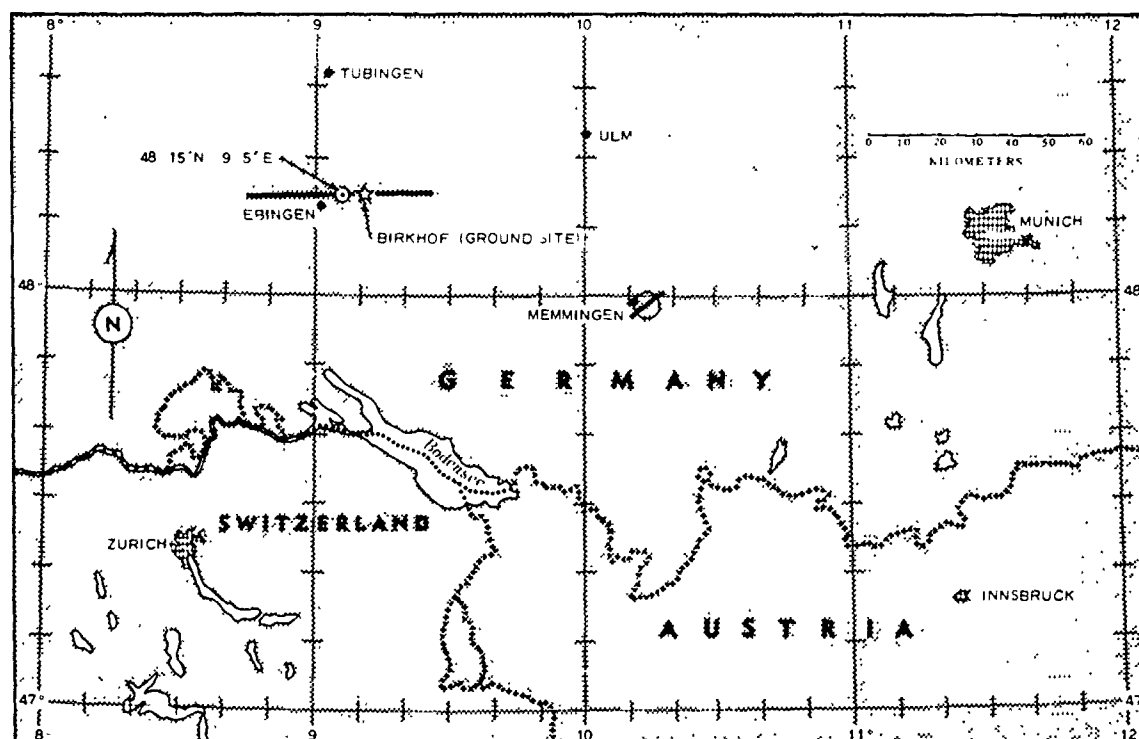 8°
9
10
11
12
TUBINGEN
ULM
48 15'N 9 5'E
0 10 20 30 40 50 60
KILOMETERS
EBINGEN
BIRKHOF (GROUND SITE)
MUNICH
48°
48
N
MEMMINGEN
GERMANY
Bodensee
SWITZERLAND
ZURICH
INNSBRUCK
AUSTRIA
47°
47
8°
9
10
11°
12